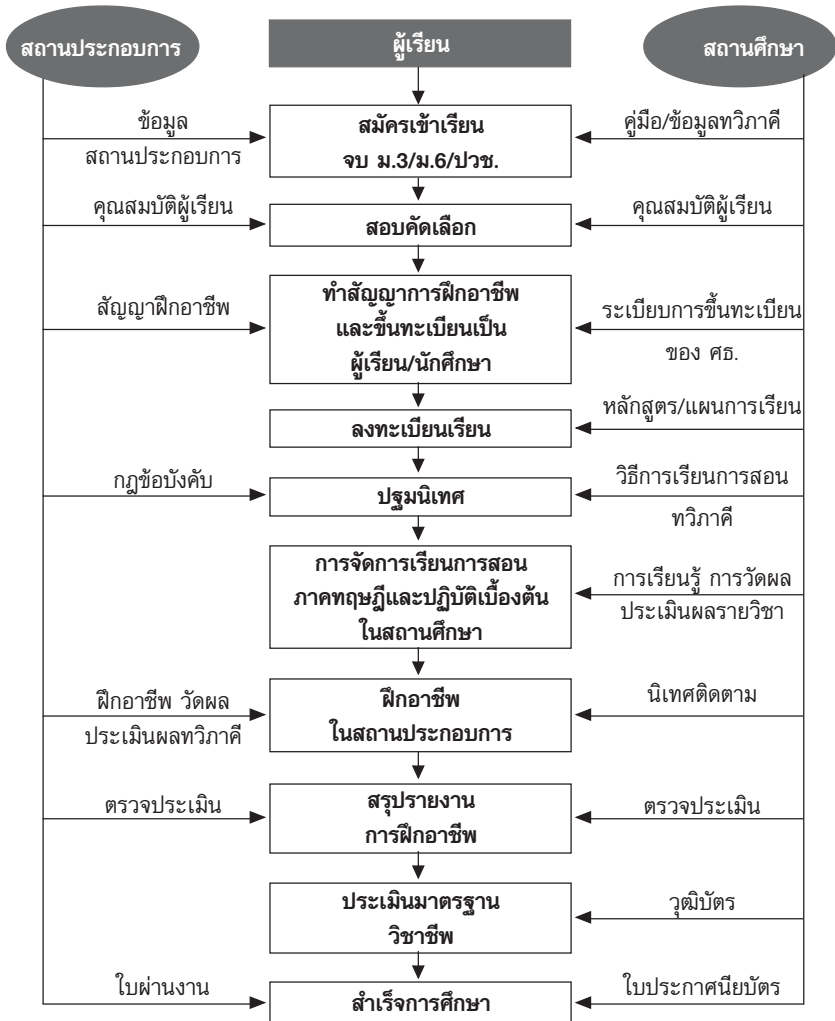 สถานประกอบการ
ผู้เรียน
สถานศึกษา
ข้อมูล
สถานประกอบการ
สมัครเข้าเรียน
จบ ม.3/ม.6/ปวช.
คู่มือ/ข้อมูลทวิภาคี
คุณสมบัติผู้เรียน
สอบคัดเลือก
คุณสมบัติผู้เรียน
สัญญาฝึกอาชีพ
ทำสัญญาการฝึกอาชีพ
และขึ้นทะเบียนเป็น
ผู้เรียน/นักศึกษา
ระเบียบการขึ้นทะเบียน
ของ ศธ.
ลงทะเบียนเรียน
หลักสูตร/แผนการเรียน
กฎข้อบังคับ
ปฐมนิเทศ
วิธีการเรียนการสอน
ทวิภาคี
การจัดการเรียนการสอน
ภาคทฤษฎีและปฏิบัติเบื้องต้น
ในสถานศึกษา
การเรียนรู้ การวัดผล
ประเมินผลรายวิชา
ฝึกอาชีพ วัดผล
ประเมินผลทวิภาคี
ฝึกอาชีพ
ในสถานประกอบการ
นิเทศติดตาม
ตรวจประเมิน
สรุปรายงาน
การฝึกอาชีพ
ตรวจประเมิน
ประเมินมาตรฐาน
วิชาชีพ
วุฒิบัตร
ใบผ่านงาน
สำเร็จการศึกษา
ใบประกาศนียบัตร